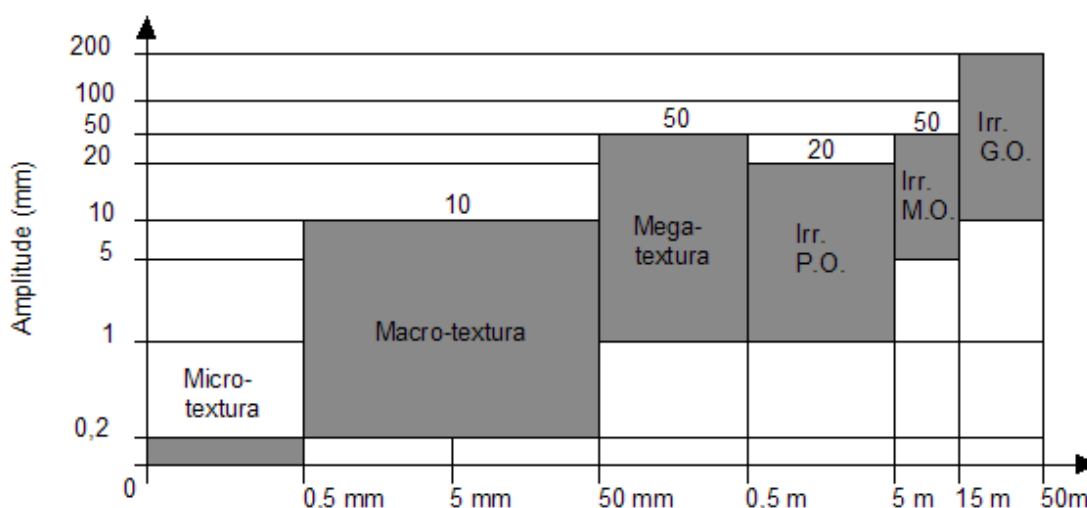 200
100
50
50
50
Irr.
G.O.
20
20
Irr.
M.O.
10
10
Mega-
textura
Irr.
P.O.
5
Amplitude (mm)
Macro-textura
1
Micro-
textura
0,2
0
0.5 mm
5 mm
50 mm
0.5 m
5 m
15 m
50m